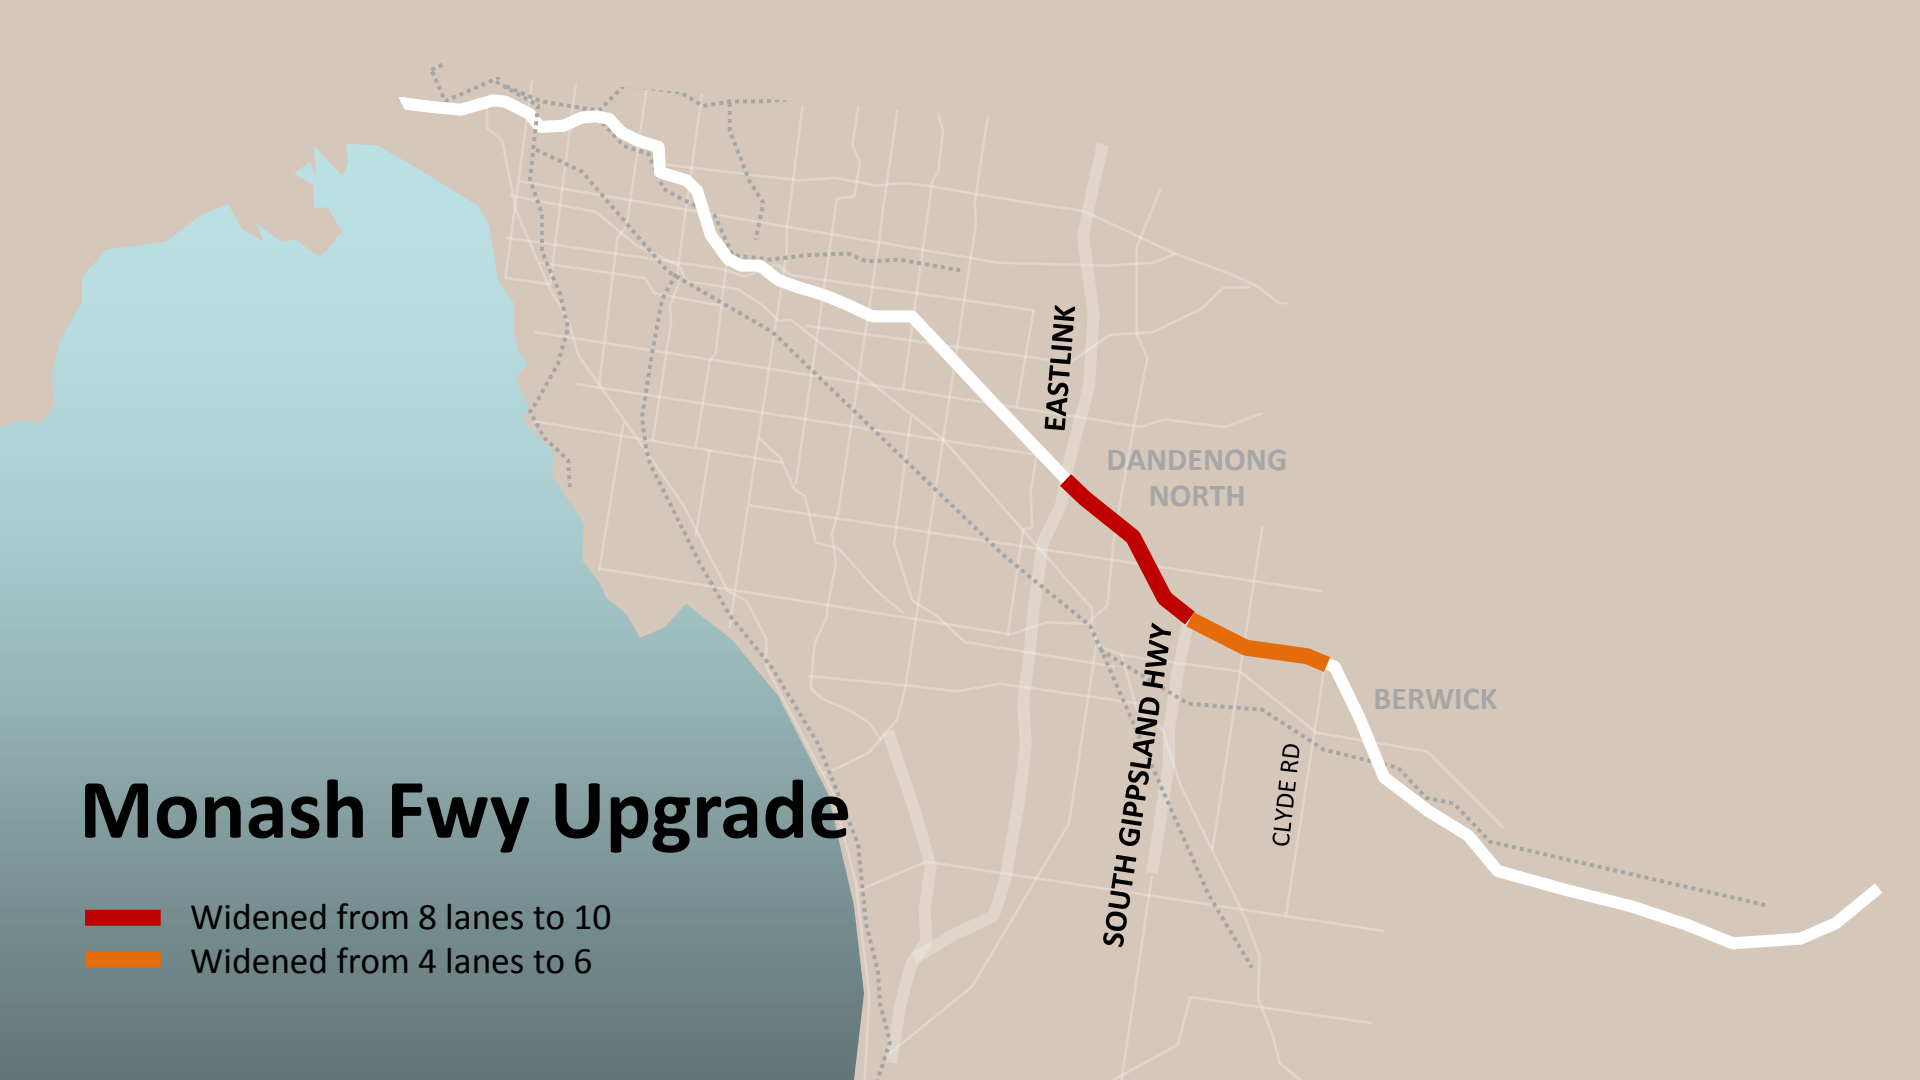 EASTLINK
DANDENONG
NORTH
SOUTH GIPPSLAND HWY
BERWICK
CLYDE RD
Monash Fwy Upgrade
Widened from 8 lanes to 10
Widened from 4 lanes to 6